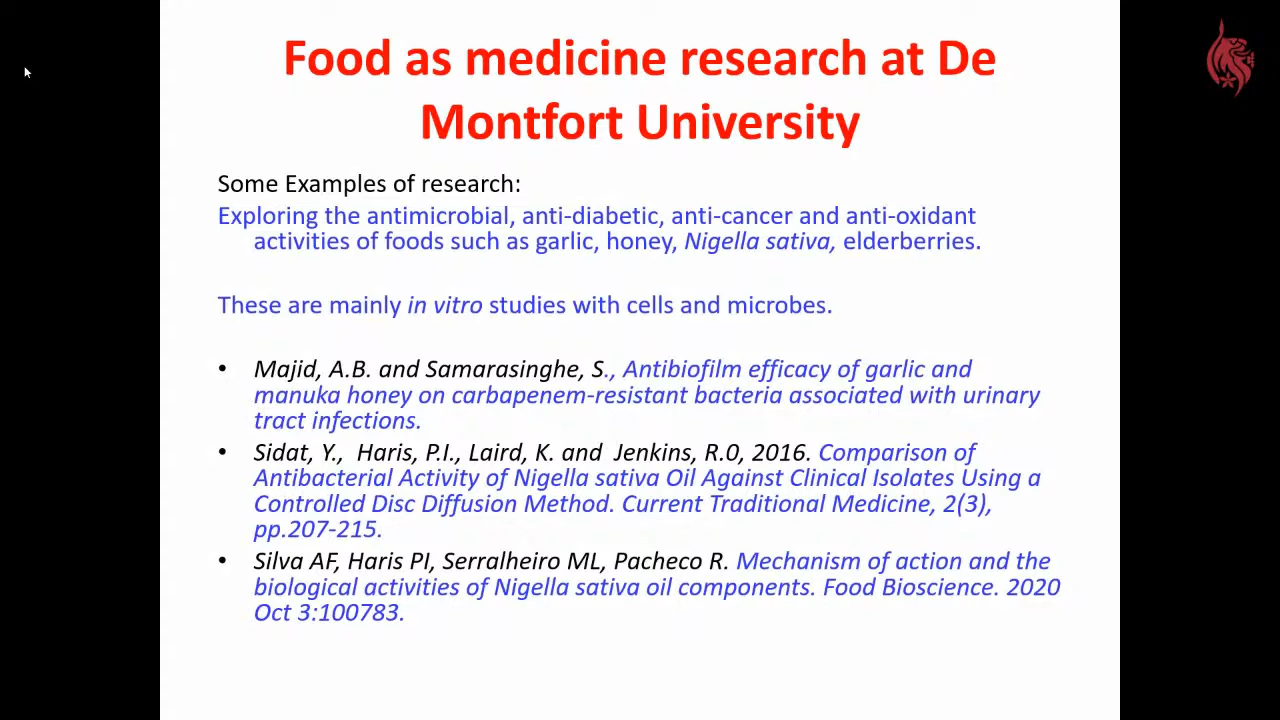 Food as medicine research at De
Montfort University
Some Examples of research:
Exploring the antimicrobial, anti-diabetic, anti-cancer and anti-oxidant
activities of foods such as garlic, honey, Nigella sativa, elderberries.
These are mainly in vitro studies with cells and microbes.
• Majid, A.B. and Samarasinghe, S., Antibiofilm efficacy of garlic and
manuka honey on carbapenem-resistant bacteria associated with urinary
tract infections.
• Sidat, Y., Haris, P.I., Laird, K. and Jenkins, R.0, 2016. Comparison of
Antibacterial Activity of Nigella sativa Oil Against Clinical Isolates Using a
Controlled Disc Diffusion Method. Current Traditional Medicine, 2(3),
pp.207-215.
• Silva AF, Haris PI, Serralheiro ML, Pacheco R. Mechanism of action and the
biological activities of Nigella sativa oil components. Food Bioscience. 2020
Oct 3:100783.